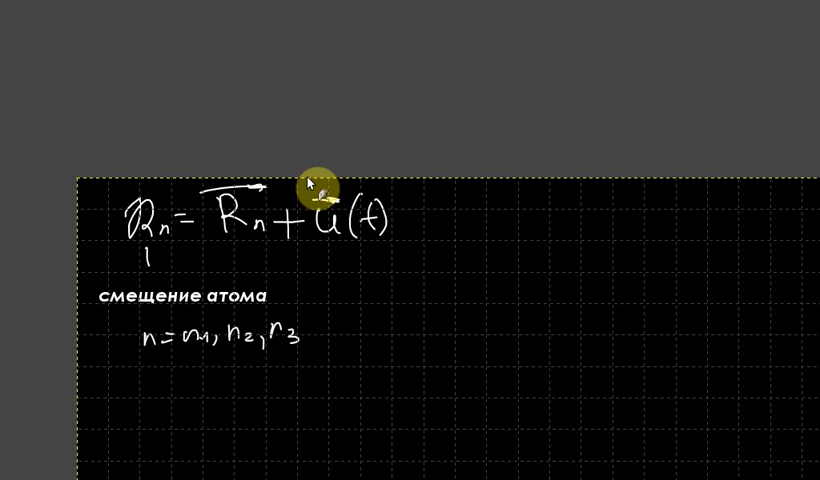 Rn = Rn + u(t)
смещение атома
n = n1, n2, n3